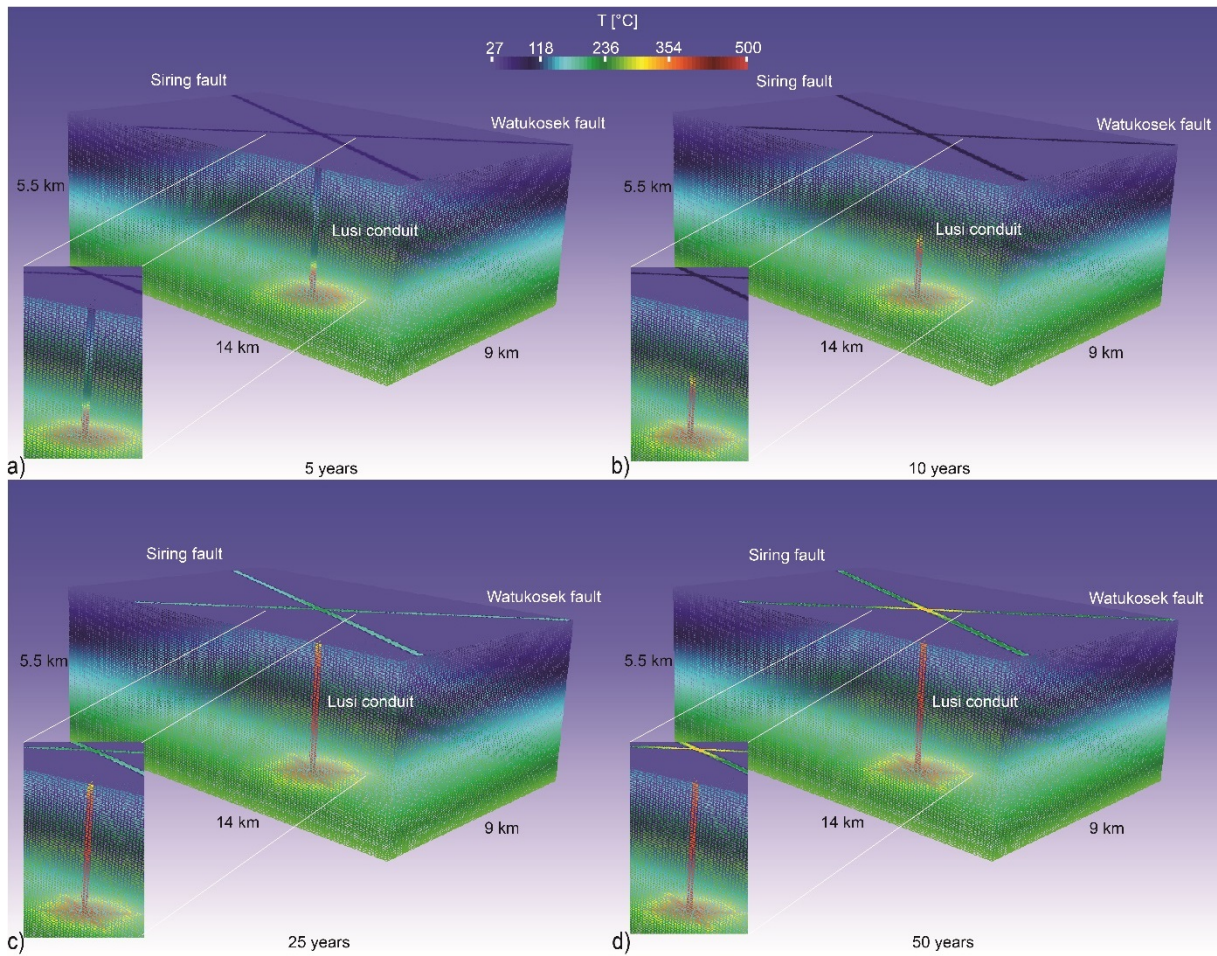 T [°C]
27 118 236 354 500
Siring fault
Siring fault
Watukosek fault
Watukosek fault
5.5 km
5.5 km
Lusi conduit
Lusi conduit
14 km
9 km
14 km
9 km
a)
5 years
b)
10 years
Siring fault
Siring fault
Watukosek fault
Watukosek fault
5.5 km
5.5 km
Lusi conduit
Lusi conduit
14 km
9 km
14 km
9 km
c)
25 years
d)
50 years